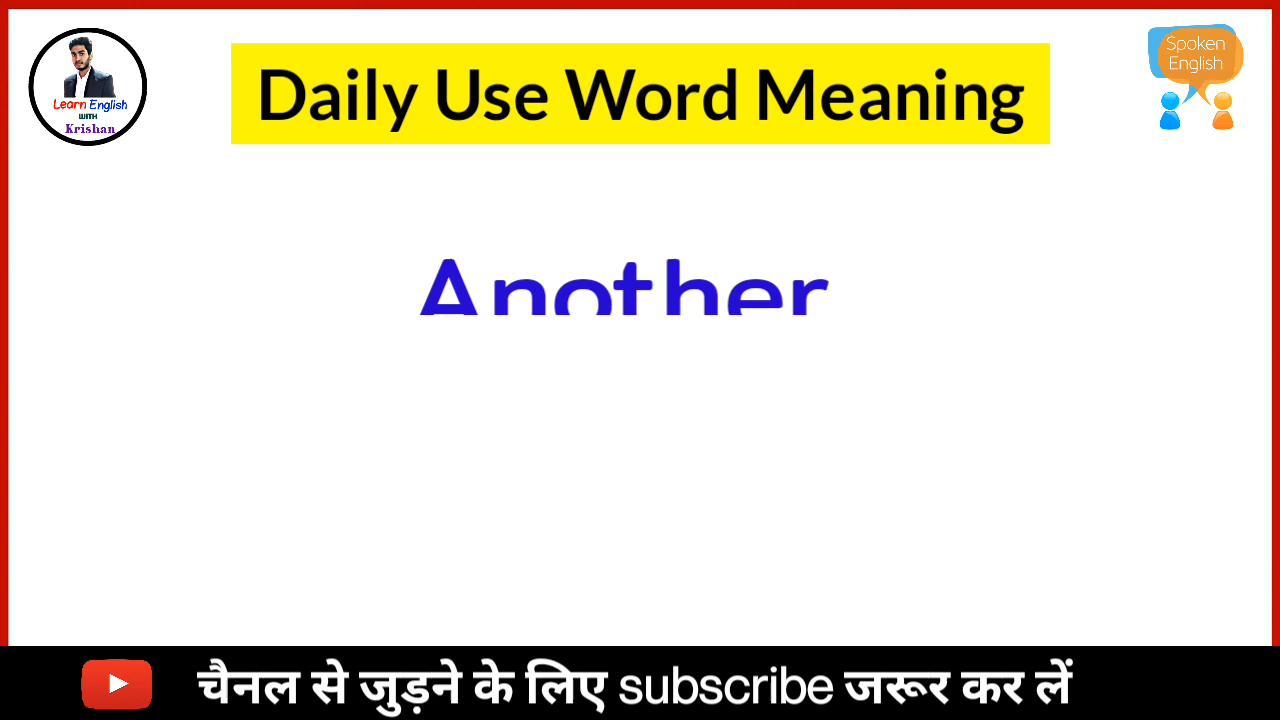 Learn English
WITH
Krishan
Daily Use Word Meaning
Spoken
English
Another
चैनल से जुड़ने के लिए subscribe जरूर कर लें